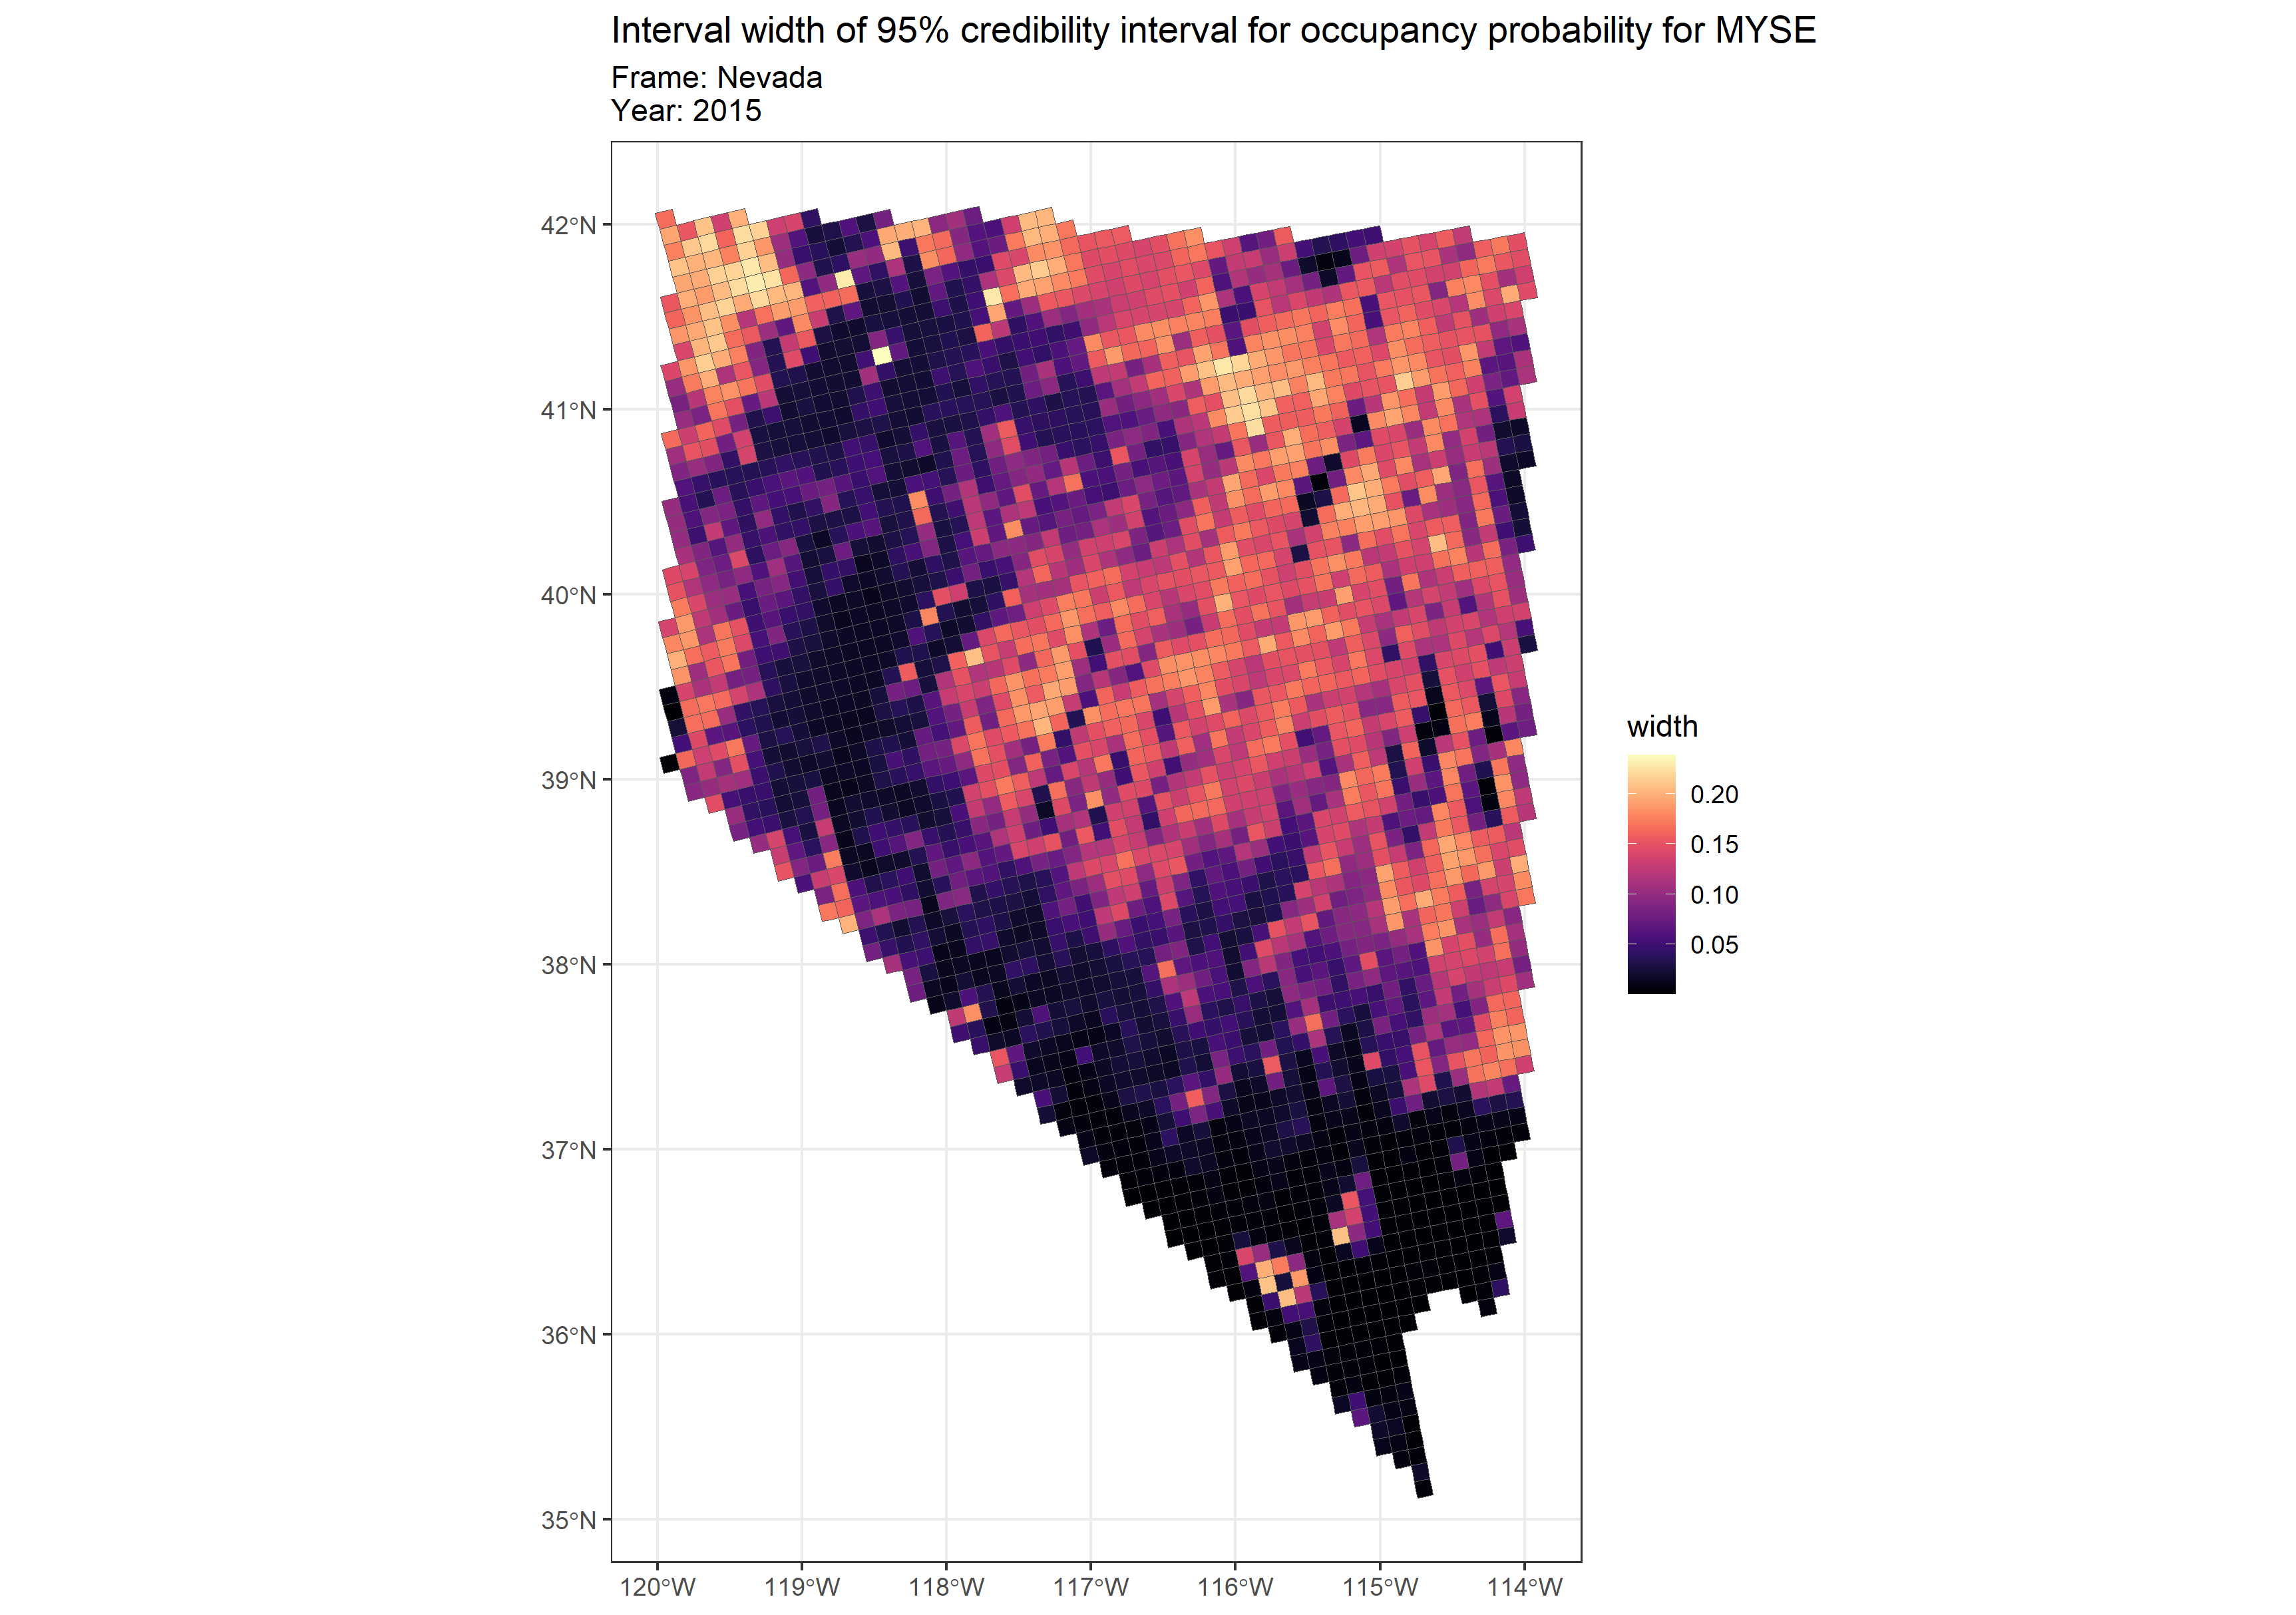 Interval width of 95% credibility interval for occupancy probability for MYSE
Frame: Nevada
Year: 2015
42°N
41°N
40°N
39°N
38°N
37°N
36°N
35°N
120°W 119°W 118°W 117°W 116°W 115°W 114°W
width
0.20
0.15
0.10
0.05